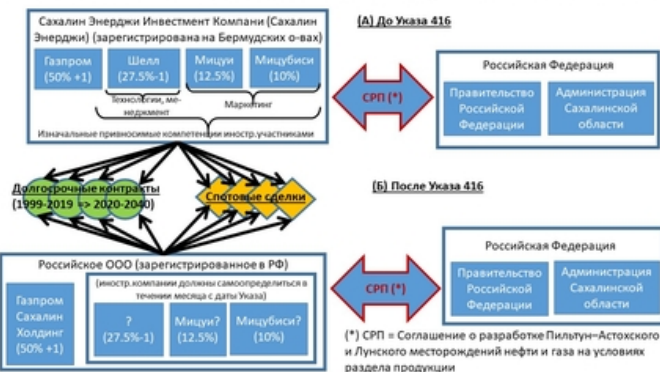 Сахалин Энерджи Инвестмент Компани (Сахалин
Энерджи) (зарегистрирована на Бермудских о-вах)
Газпром
(50% +1)
Шелл
(27.5%-1)
Мицуи
(12.5%)
Мицубиси
(10%)
Технологии, ме-
неджмент
Маркетинг
Изначальные привносимые компетенции иностр.участниками
(А) До Указа 416
СРП (*)
Российская Федерация
Правительство
Российской
Федерации
Администрация
Сахалинской
области
Долгосрочные контракты
(1999-2019 => 2020-2040)
Спотовые сделки
(Б) После Указа 416
Российское ООО (зарегистрированное в РФ)
Газпром
Сахалин
Холдинг
(50% +1)
(иностр.компании должны самоопределиться в
течении месяца с даты Указа)
?
(27.5%-1)
Мицуи?
(12.5%)
Мицубиси?
(10%)
СРП (*)
Российская Федерация
Правительство
Российской
Федерации
Администрация
Сахалинской
области
(*) СРП = Соглашение о разработке Пильтун–Астохского
и Лунского месторождений нефти и газа на условиях
раздела продукции